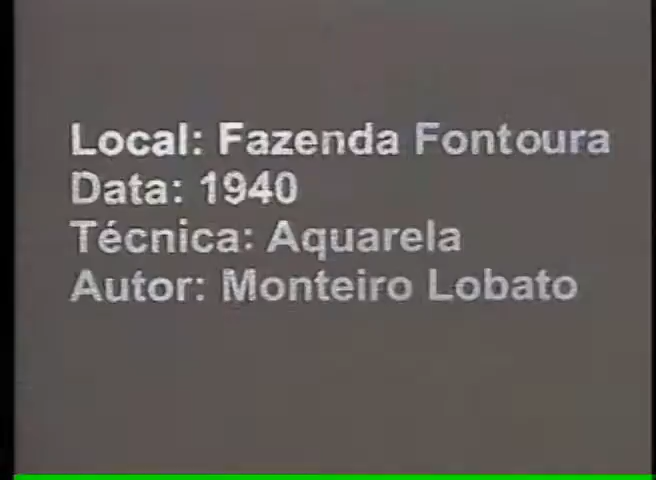 Local: Fazenda Fontoura
Data: 1940
Técnica: Aquarela
Autor: Monteiro Lobato